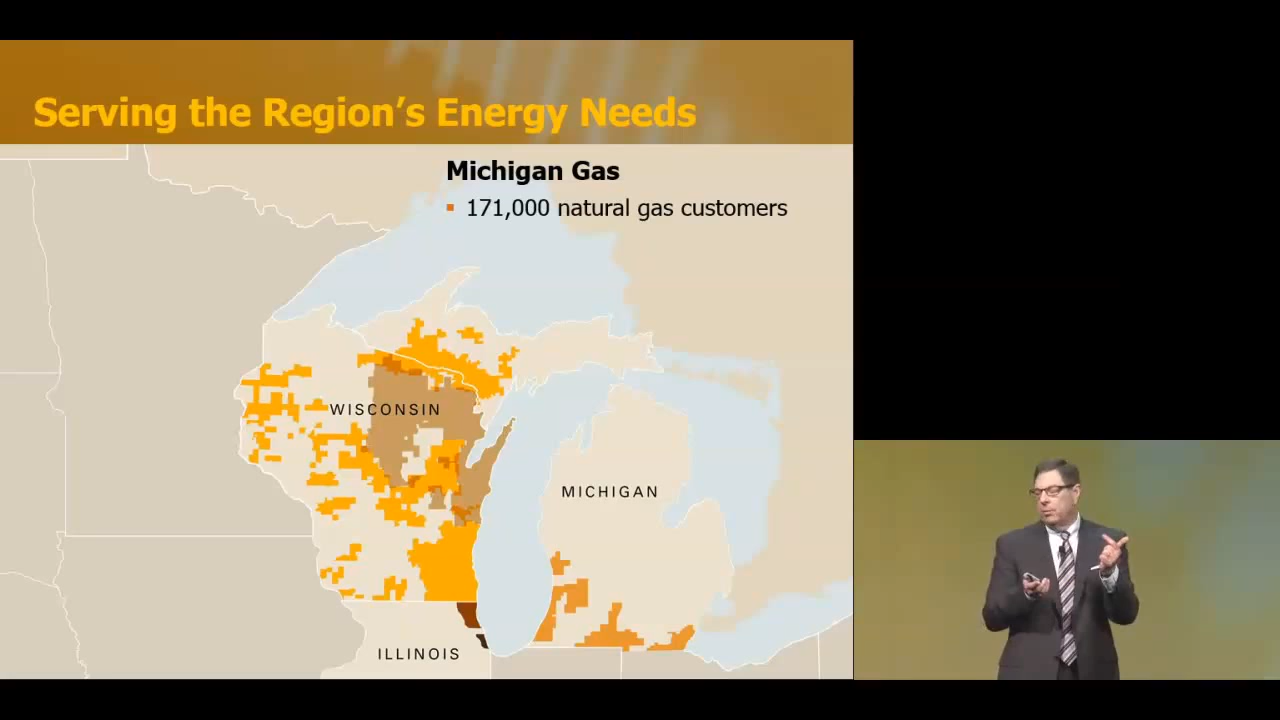 Serving the Region's Energy Needs
Michigan Gas
171,000 natural gas customers
WISCONSIN
MICHIGAN
ILLINOIS